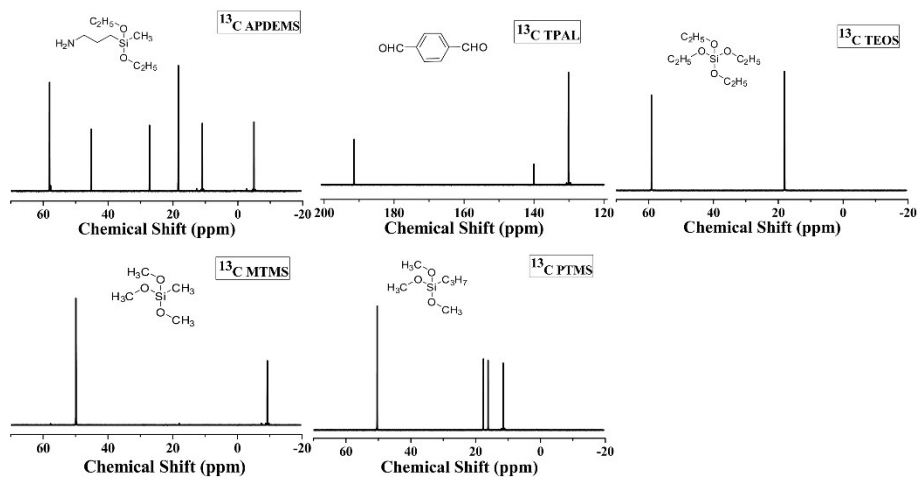 ¹³C APDEMS
C₂H₅
O
H₂N
Si
CH₃
O
C₂H₅
60 40 20 0 -20
Chemical Shift (ppm)
¹³C TPAL
OHC
CHO
200 180 160 140 120
Chemical Shift (ppm)
¹³C TEOS
C₂H₅
O
C₂H₅
O
Si
O
C₂H₅
O
C₂H₅
60 40 20 0 -20
Chemical Shift (ppm)
¹³C MTMS
CH₃
O
H₃C
O
Si
CH₃
O
CH₃
60 40 20 0 -20
Chemical Shift (ppm)
¹³C PTMS
H₃C
O
H₃C
O
Si
C₃H₇
O
CH₃
60 40 20 0 -20
Chemical Shift (ppm)